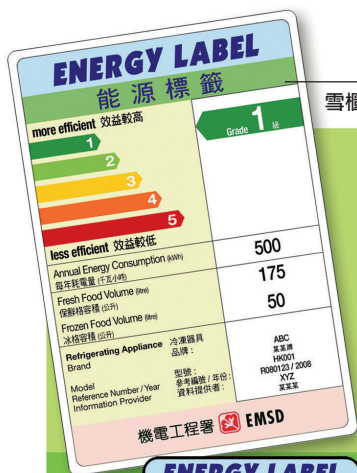 ENERGY LABEL
能源標籤
雪櫃
more efficient 效益較高
1
2
3
4
5
Grade 1 級
less efficient 效益較低
Annual Energy Consumption (kWh) 500
每年耗電量 (千瓦小時)
Fresh Food Volume (litre) 175
保鮮格容積 (公升)
Frozen Food Volume (litre) 50
冰格容積 (公升)
Refrigerating Appliance 冷凍器具
Brand 品牌： ABC
某某牌
Model 型號： HK001
Reference Number / Year 參考編號 / 年份： R080123 / 2008
Information Provider 資料提供者： XYZ
某某某
機電工程署 EMSD
ENERGY LABEL